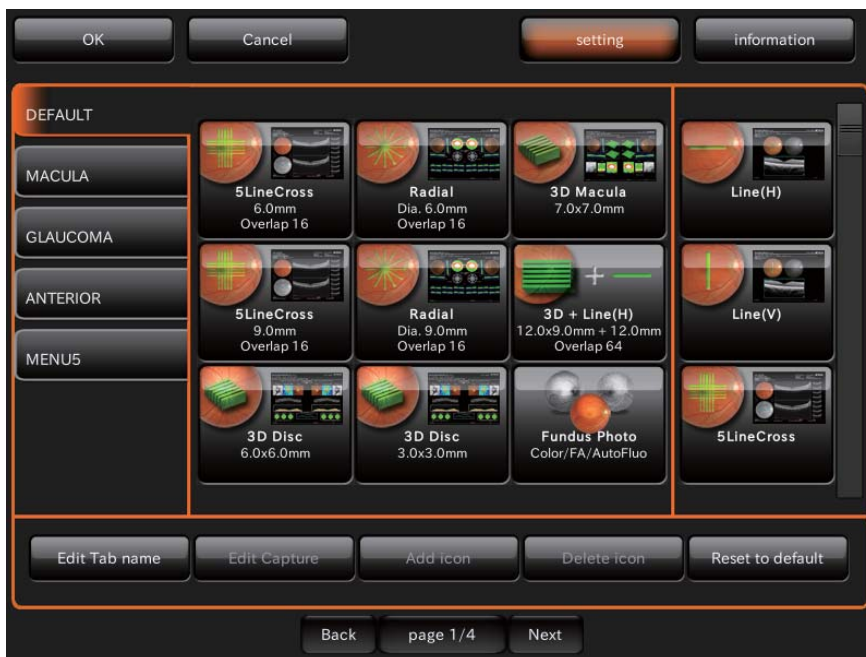 OK
Cancel
setting
information
DEFAULT
MACULA
GLAUCOMA
ANTERIOR
MENU5
5LineCross
6.0mm
Overlap 16
Radial
Dia. 6.0mm
Overlap 16
3D Macula
7.0x7.0mm
5LineCross
9.0mm
Overlap 16
Radial
Dia. 9.0mm
Overlap 16
3D + Line(H)
12.0x9.0mm + 12.0mm
Overlap 64
3D Disc
6.0x6.0mm
3D Disc
3.0x3.0mm
Fundus Photo
Color/FA/AutoFluo
Line(H)
Line(V)
5LineCross
Edit Tab name
Edit Capture
Add icon
Delete icon
Reset to default
Back
page 1/4
Next